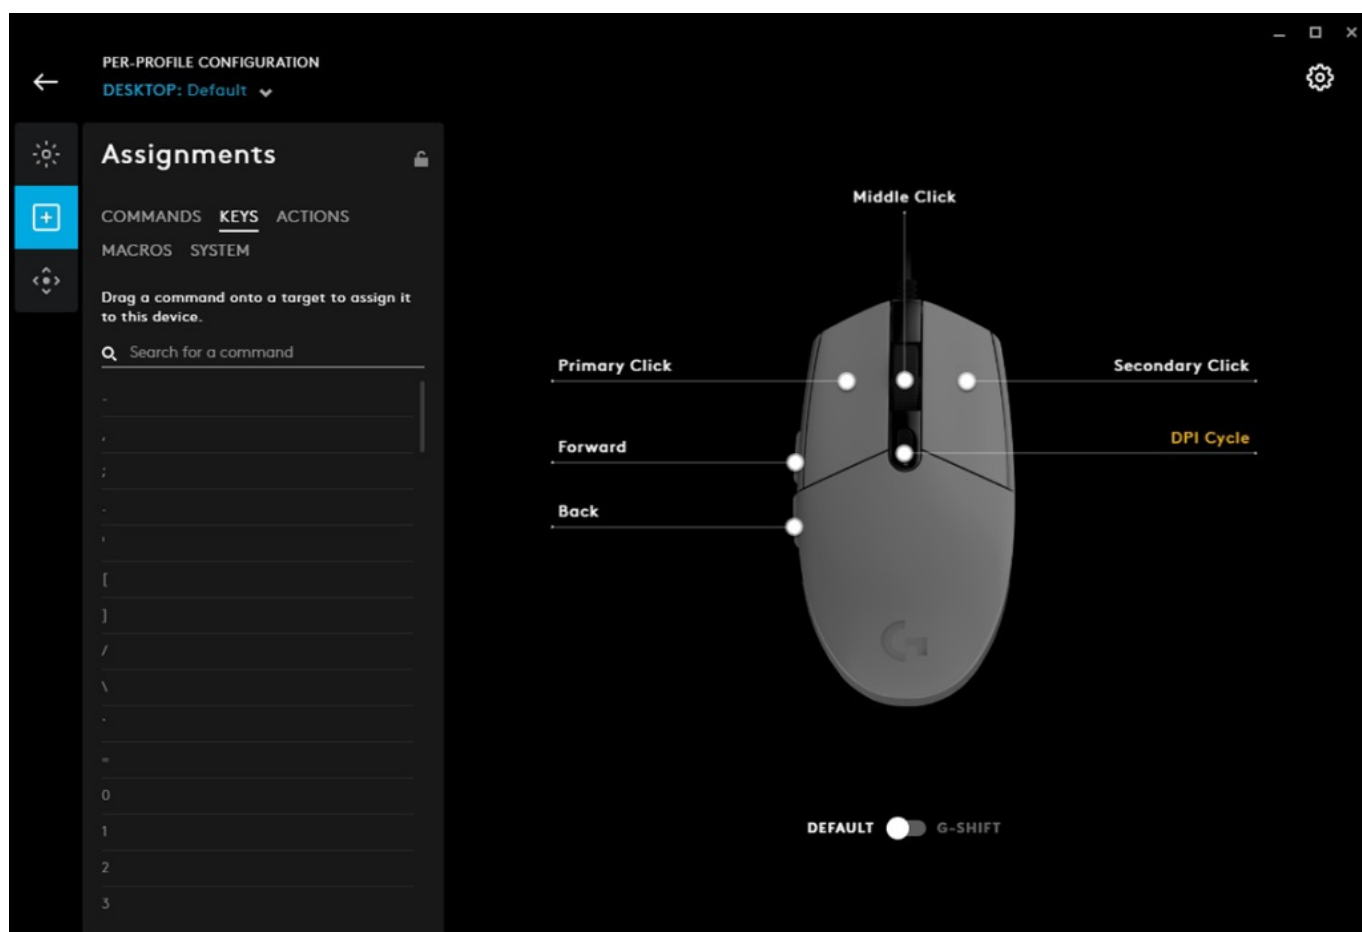 PER-PROFILE CONFIGURATION
DESKTOP: Default
Assignments
COMMANDS KEYS ACTIONS
MACROS SYSTEM
Drag a command onto a target to assign it
to this device.
Search for a command
-
,
;
.
'
[
]
/
\
`
=
0
1
2
3
Middle Click
Primary Click
Secondary Click
DPI Cycle
Forward
Back
G
DEFAULT G-SHIFT